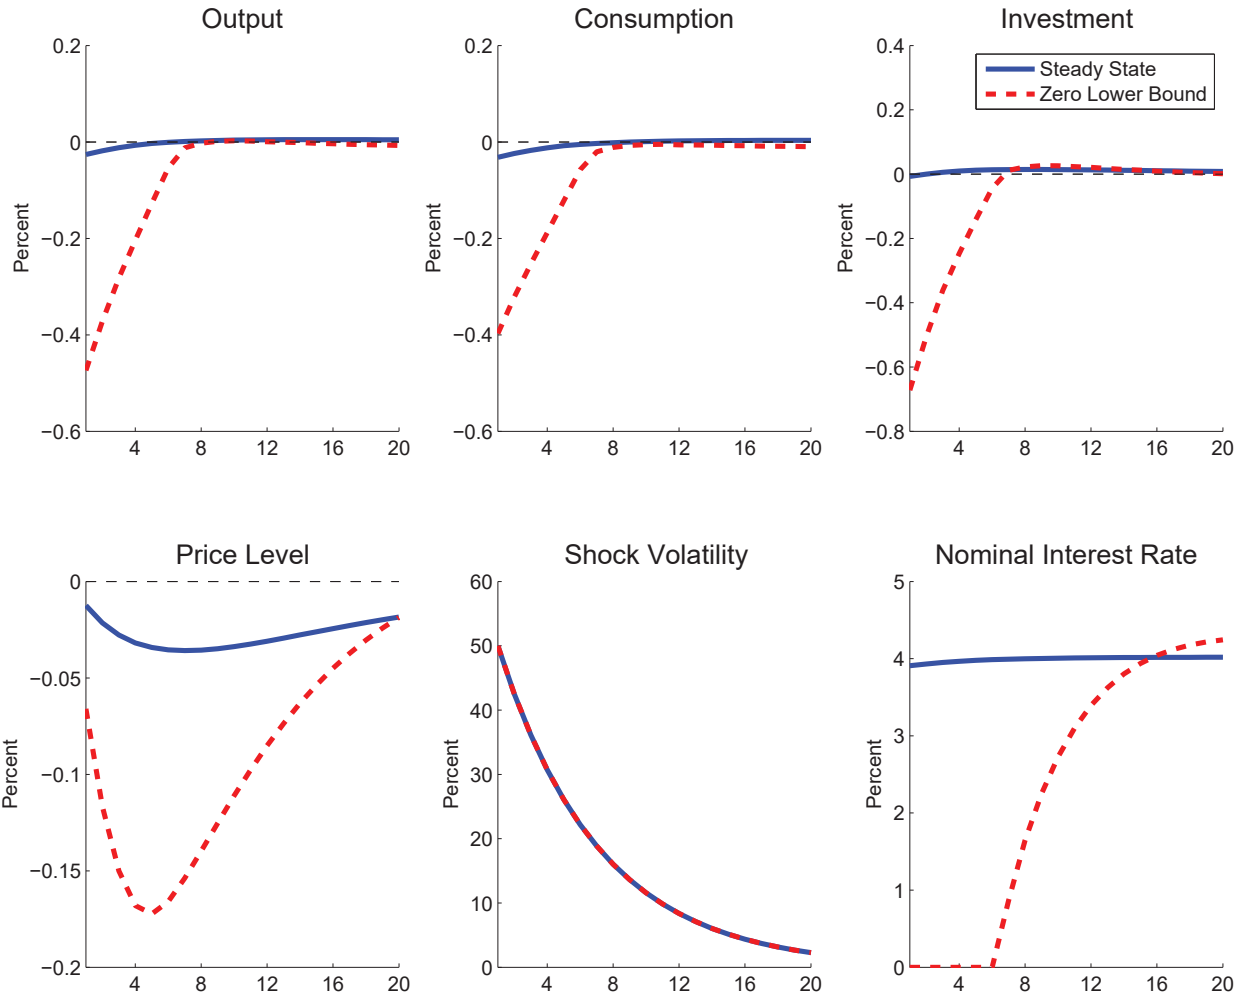 Output
0.2
0
−0.2
−0.4
−0.6
Percent
4 8 12 16 20
Consumption
0.2
0
−0.2
−0.4
−0.6
Percent
4 8 12 16 20
Investment
0.4
0.2
0
−0.2
−0.4
−0.6
−0.8
Percent
Steady State
Zero Lower Bound
4 8 12 16 20
Price Level
0
−0.05
−0.1
−0.15
−0.2
Percent
4 8 12 16 20
Shock Volatility
60
50
40
30
20
10
0
Percent
4 8 12 16 20
Nominal Interest Rate
5
4
3
2
1
0
Percent
4 8 12 16 20